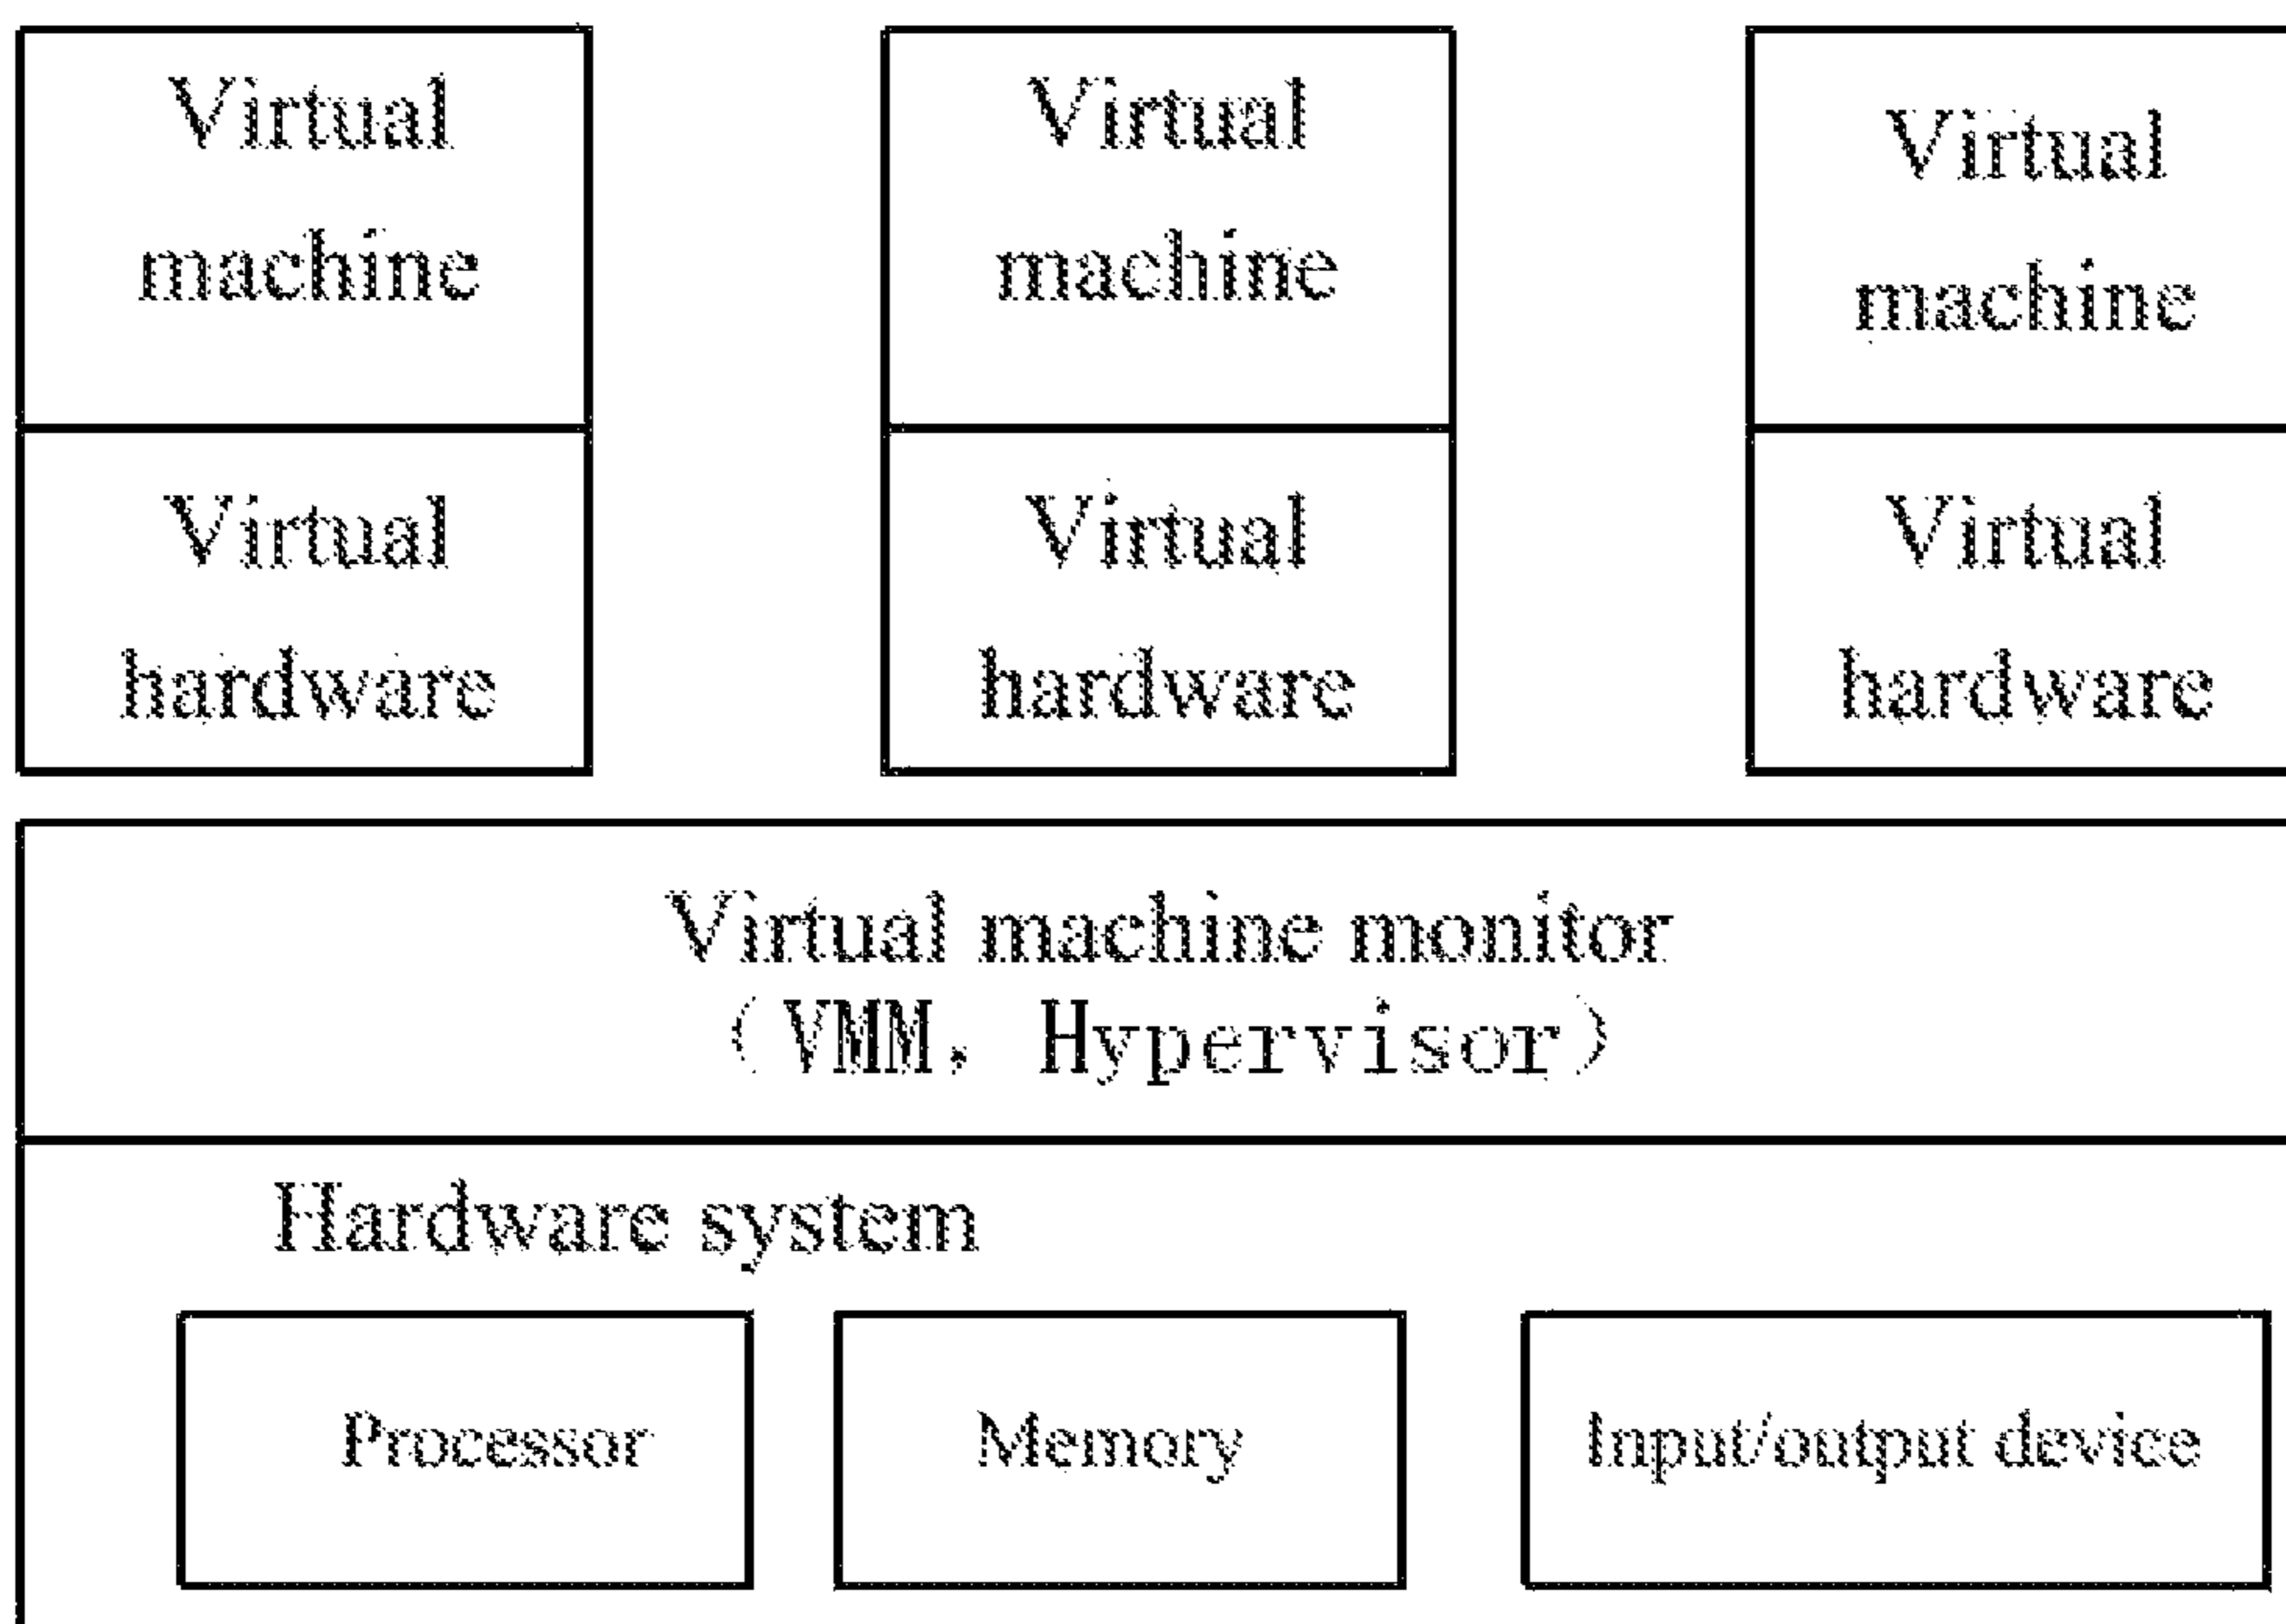 Virtual
machine
Virtual
hardware
Virtual
machine
Virtual
hardware
Virtual
machine
Virtual
hardware
Virtual machine monitor
（VMM，Hypervisor）
Hardware system
Processor
Memory
Input/output device